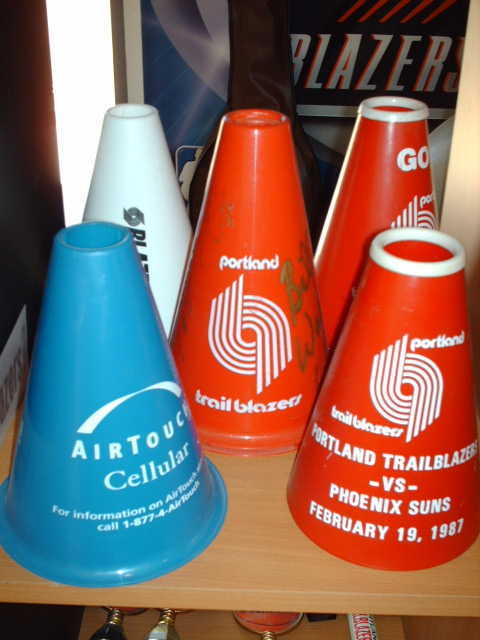 BLAZERS
GO
portland
trail blazers
AIRTOUC
Cellular
For information on AirTouch
call 1-877-4-AirTouch
portland
trail blazers
PORTLAND TRAILBLAZERS
-VS-
PHOENIX SUNS
FEBRUARY 19, 1987